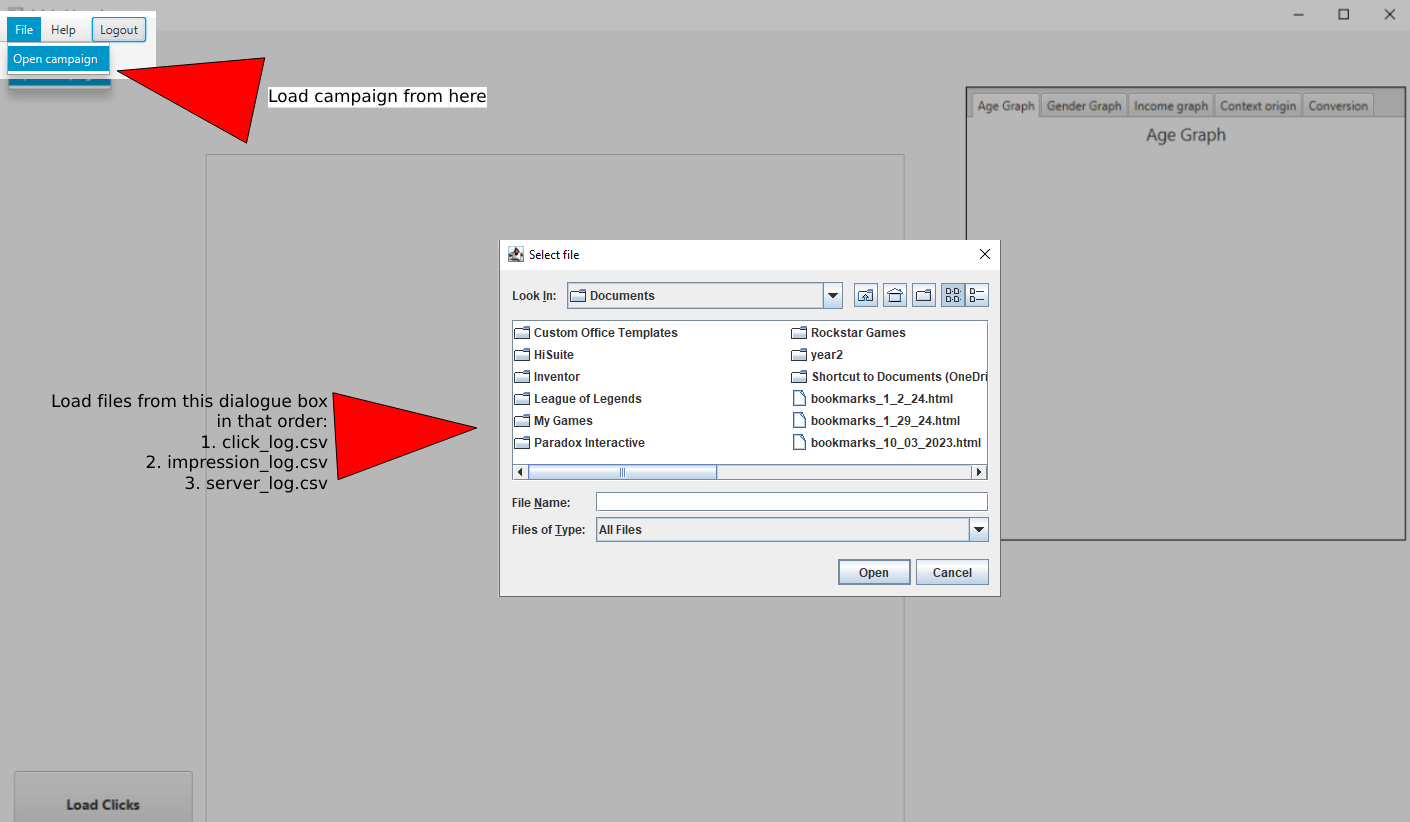 File Help Logout
Open campaign
Load campaign from here
Age Graph Gender Graph Income graph Context origin Conversion
Age Graph
Select file
Look In: Documents
Custom Office Templates Rockstar Games
HiSuite year2
Inventor Shortcut to Documents (OneDri
League of Legends bookmarks_1_2_24.html
My Games bookmarks_1_29_24.html
Paradox Interactive bookmarks_10_03_2023.html
File Name:
Files of Type: All Files
Open Cancel
Load files from this dialogue box
in that order:
1. click_log.csv
2. impression_log.csv
3. server_log.csv
Load Clicks